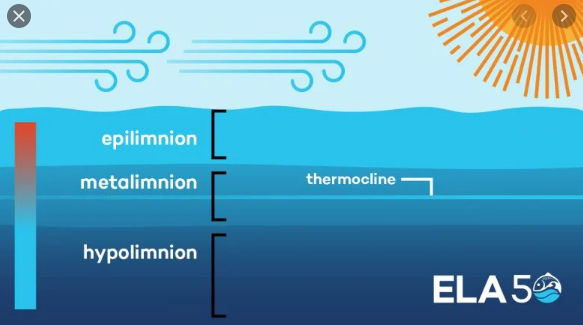 epilimnion
metalimnion
thermocline
hypolimnion
ELA 50